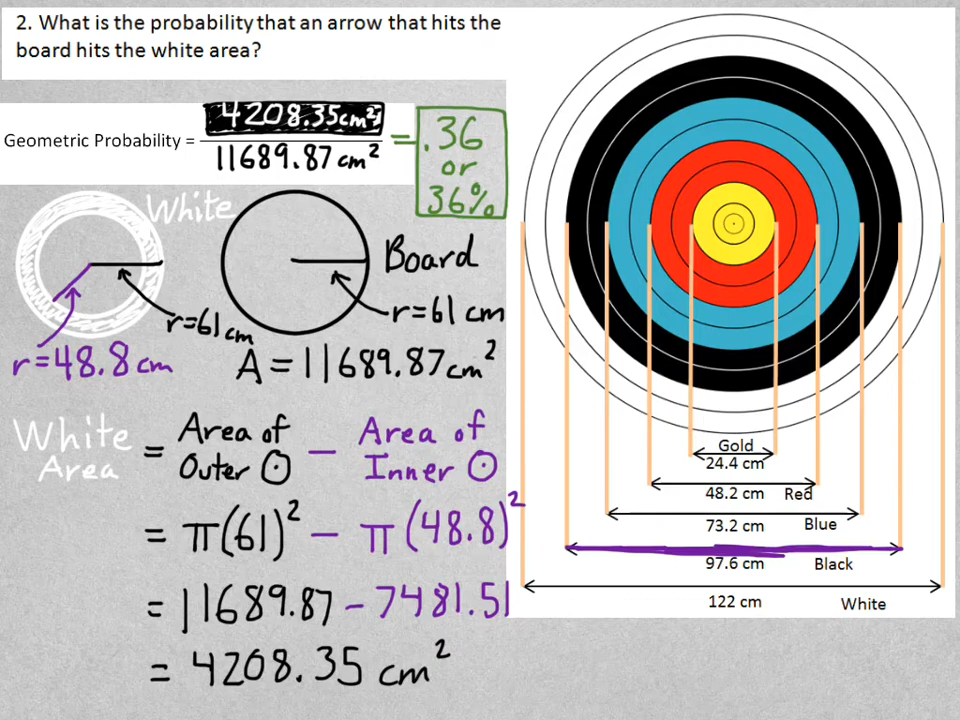 2. What is the probability that an arrow that hits the
board hits the white area?
Geometric Probability = 4208.35cm² / 11689.87 cm² = .36 or 36%
White
r=61 cm
r=48.8 cm
Board
r=61 cm
A = 11689.87 cm²
White Area = Area of Outer ⊙ − Area of Inner ⊙
= π(61)² − π(48.8)²
= 11689.87 − 7481.51
= 4208.35 cm²
Gold
24.4 cm
48.2 cm Red
73.2 cm Blue
97.6 cm Black
122 cm White